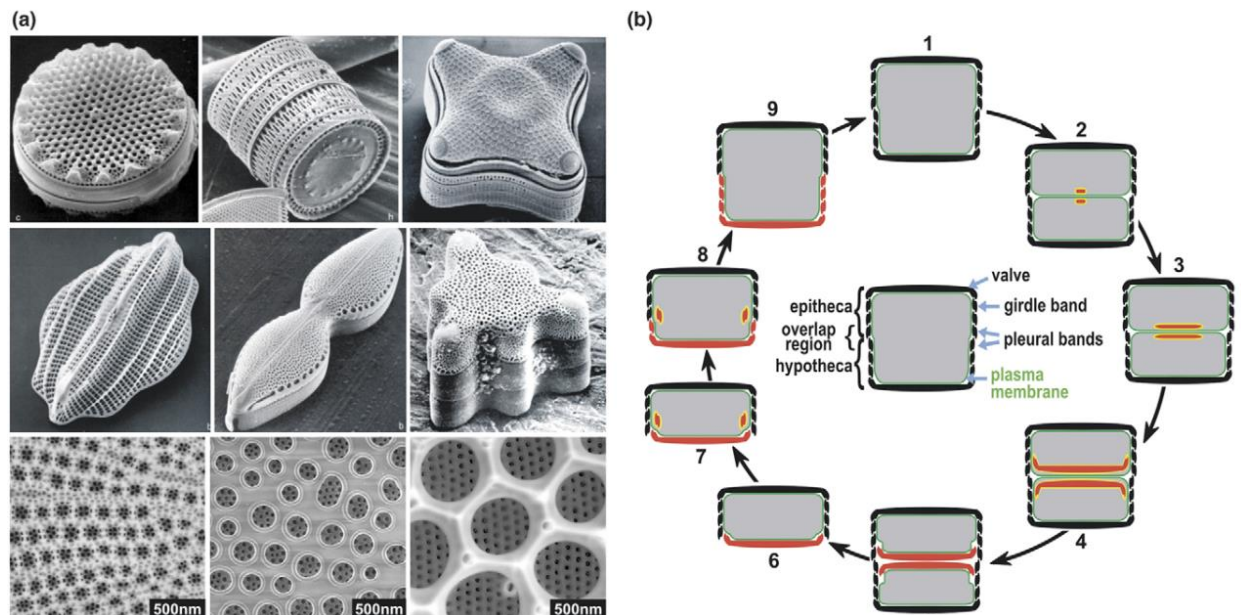 (a)
c
h
b
500nm
500nm
500nm
(b)
1
2
3
4
6
7
8
9
valve
girdle band
pleural bands
plasma
membrane
epitheca
overlap
region
hypotheca